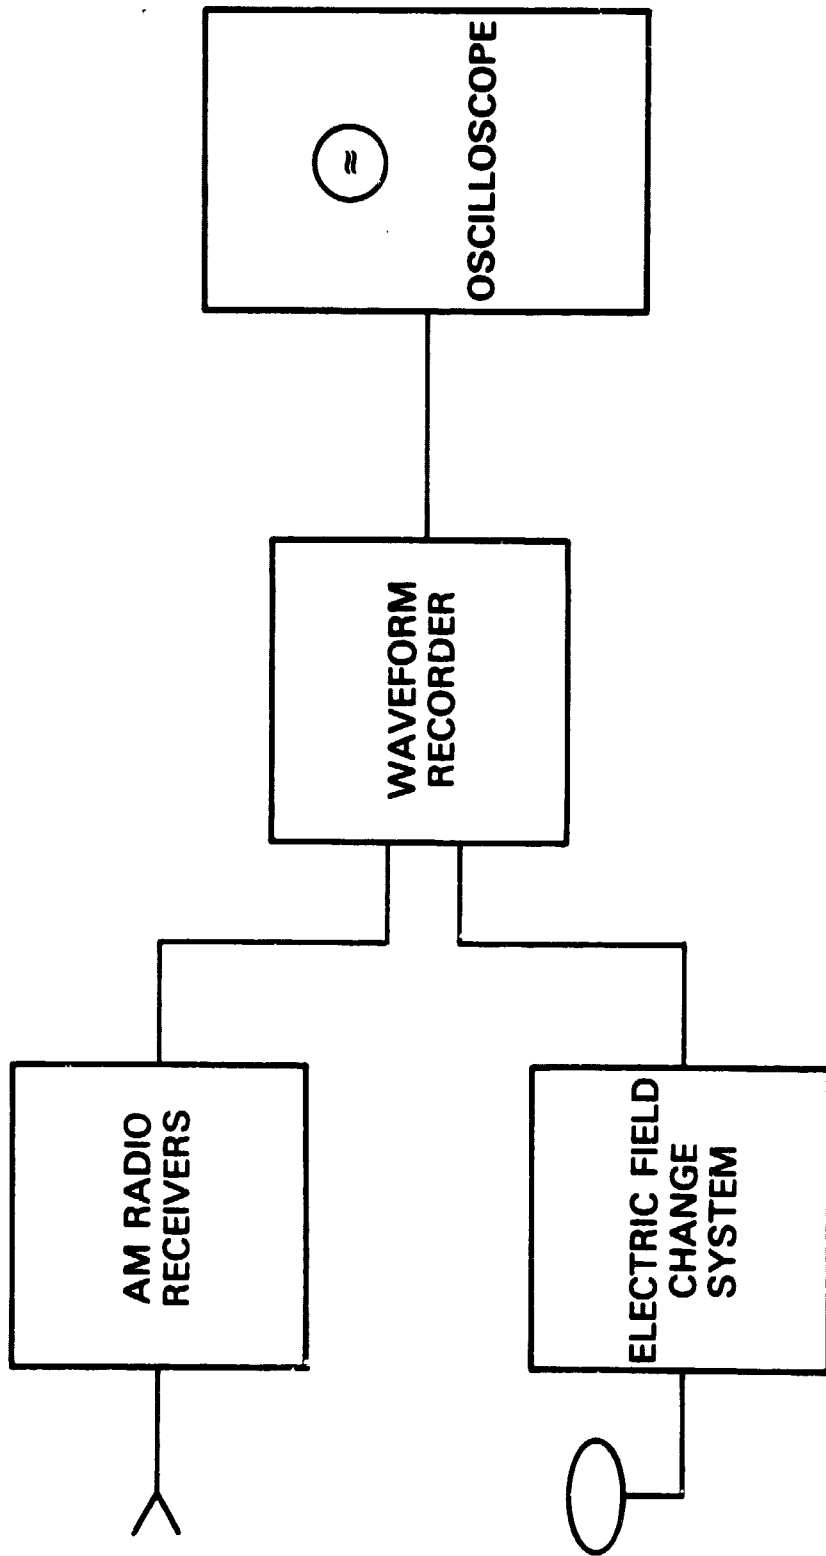 AM RADIO
RECEIVERS
ELECTRIC FIELD
CHANGE
SYSTEM
WAVEFORM
RECORDER
≈
OSCILLOSCOPE